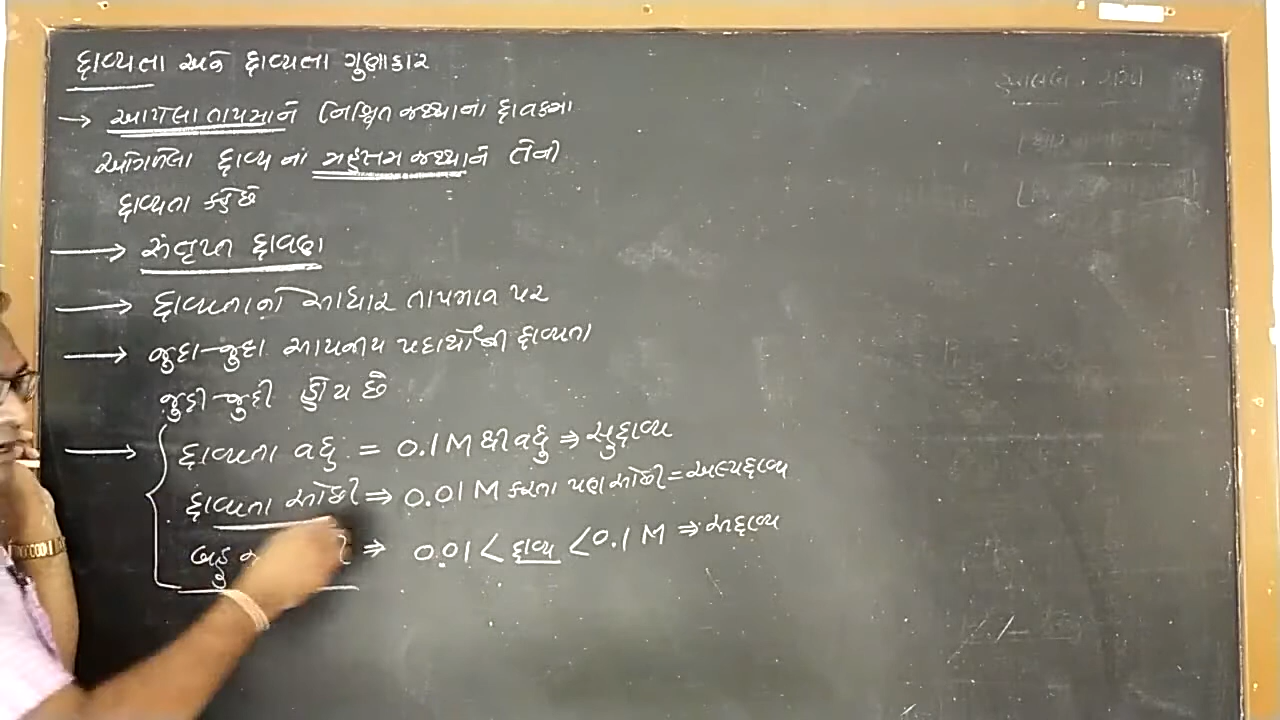 દ્રાવ્યતા અને દ્રાવ્યતા ગુણાકાર
→ આપેલા તાપમાને નિશ્ચિત જથ્થાના દ્રાવકમાં
ઓગળેલા દ્રાવ્ય નાં મહત્તમ જથ્થાને તેની
દ્રાવ્યતા કહે છે
→ સંતૃપ્ત દ્રાવણ
→ દ્રાવ્યતાનો આધાર તાપમાન પર
→ જુદા-જુદા આયનીય પદાર્થોની દ્રાવ્યતા
જુદી-જુદી હોય છે
→ દ્રાવ્યતા વધુ = 0.1 M થી વધુ ⇒ સુદ્રાવ્ય
દ્રાવ્યતા ઓછી ⇒ 0.01 M કરતા પણ ઓછી = અલ્પદ્રાવ્ય
બહુ ⇒ 0.01 < દ્રાવ્ય < 0.1 M ⇒ અદ્રાવ્ય